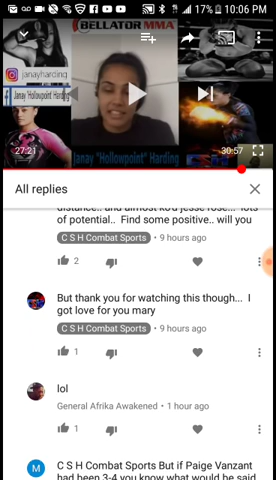 17% 10:06 PM
BELLATOR MMA
janayharding
Janay "Hollowpoint" Harding
Janay "Hollowpoint" Harding
27:21
30:57
All replies
distance.. and almost ko'd jesse rose... lots
of potential.. Find some positive.. will you
C S H Combat Sports • 9 hours ago
2
But thank you for watching this though... I
got love for you mary
C S H Combat Sports • 9 hours ago
1
lol
General Afrika Awakened • 1 hour ago
1
M
C S H Combat Sports But if Paige Vanzant
had been 3-4 you know what would be said